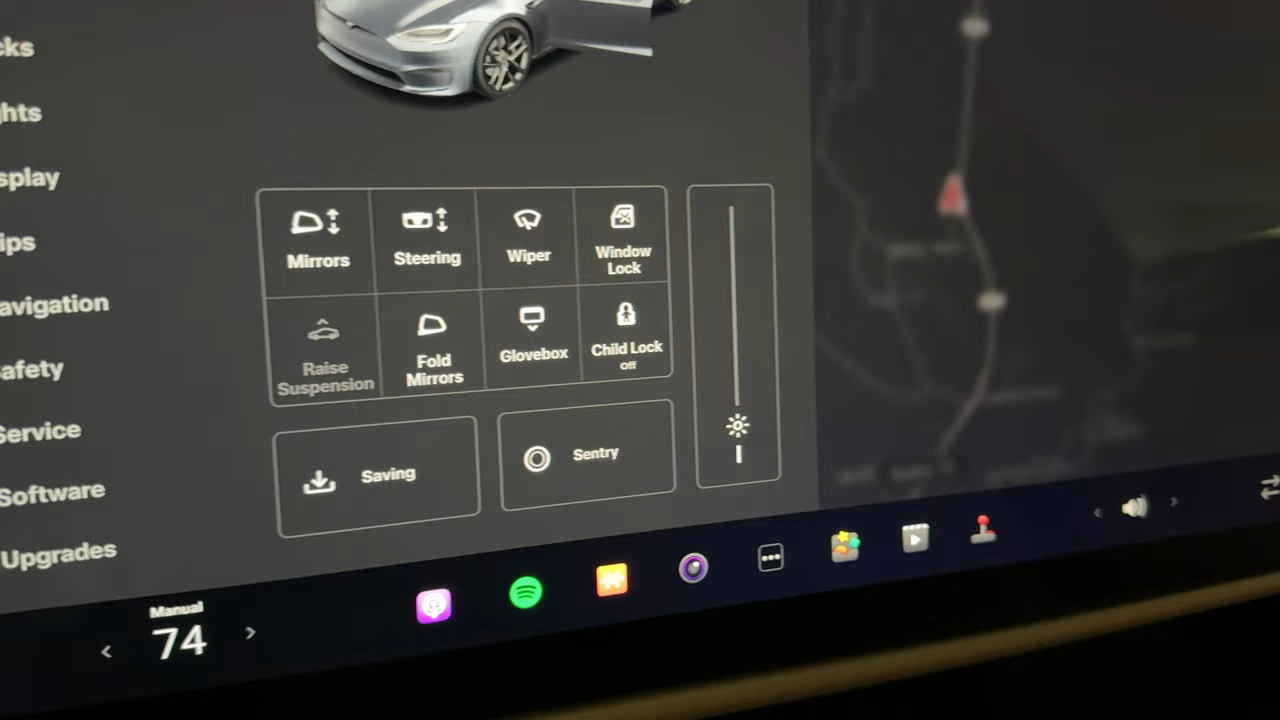 cks
ghts
splay
ips
avigation
afety
Service
Software
Upgrades
Mirrors
Steering
Wiper
Window
Lock
Raise
Suspension
Fold
Mirrors
Glovebox
Child Lock
Off
Saving
Sentry
Manual
74